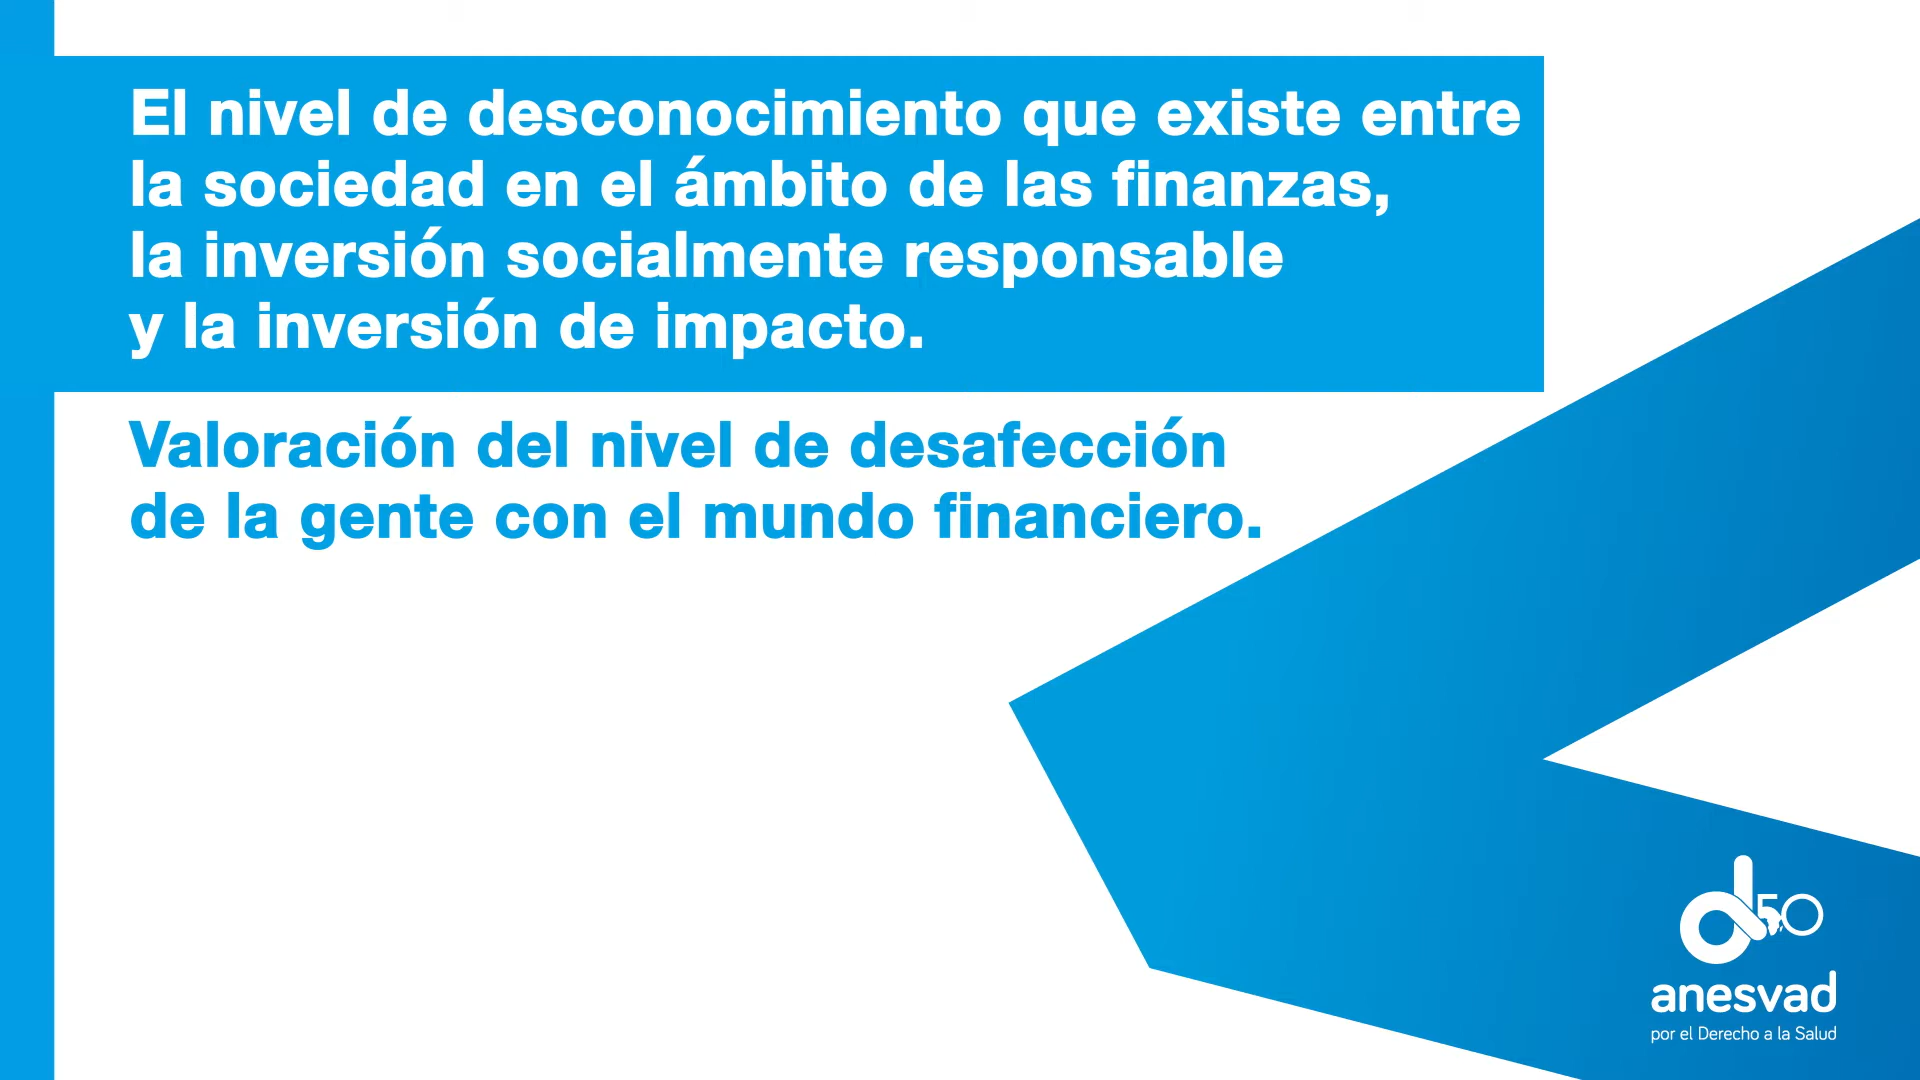 El nivel de desconocimiento que existe entre
la sociedad en el ámbito de las finanzas,
la inversión socialmente responsable
y la inversión de impacto.
Valoración del nivel de desafección
de la gente con el mundo financiero.
50
anesvad
por el Derecho a la Salud